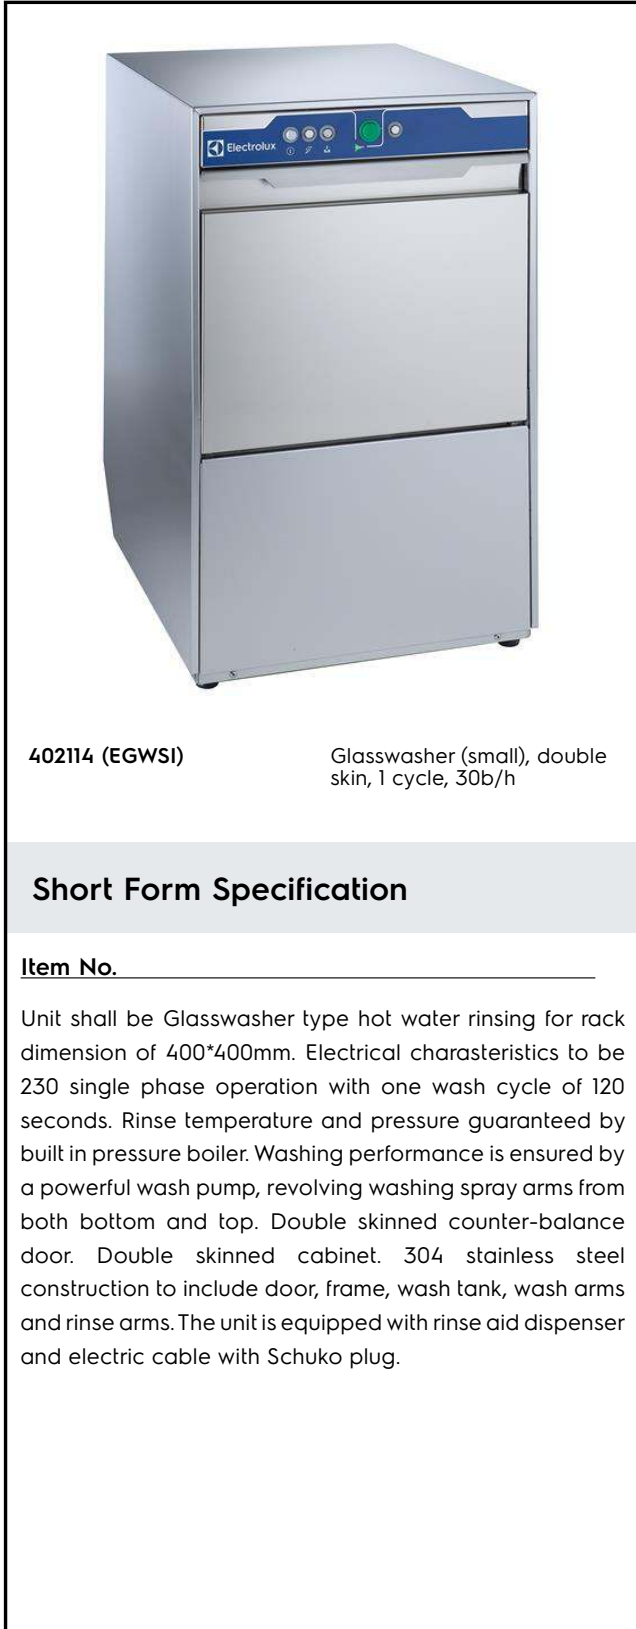 Electrolux
402114 (EGWSI)
Glasswasher (small), double
skin, 1 cycle, 30b/h
Short Form Specification
Item No.
Unit shall be Glasswasher type hot water rinsing for rack
dimension of 400*400mm. Electrical charasteristics to be
230 single phase operation with one wash cycle of 120
seconds. Rinse temperature and pressure guaranteed by
built in pressure boiler. Washing performance is ensured by
a powerful wash pump, revolving washing spray arms from
both bottom and top. Double skinned counter-balance
door. Double skinned cabinet. 304 stainless steel
construction to include door, frame, wash tank, wash arms
and rinse arms. The unit is equipped with rinse aid dispenser
and electric cable with Schuko plug.